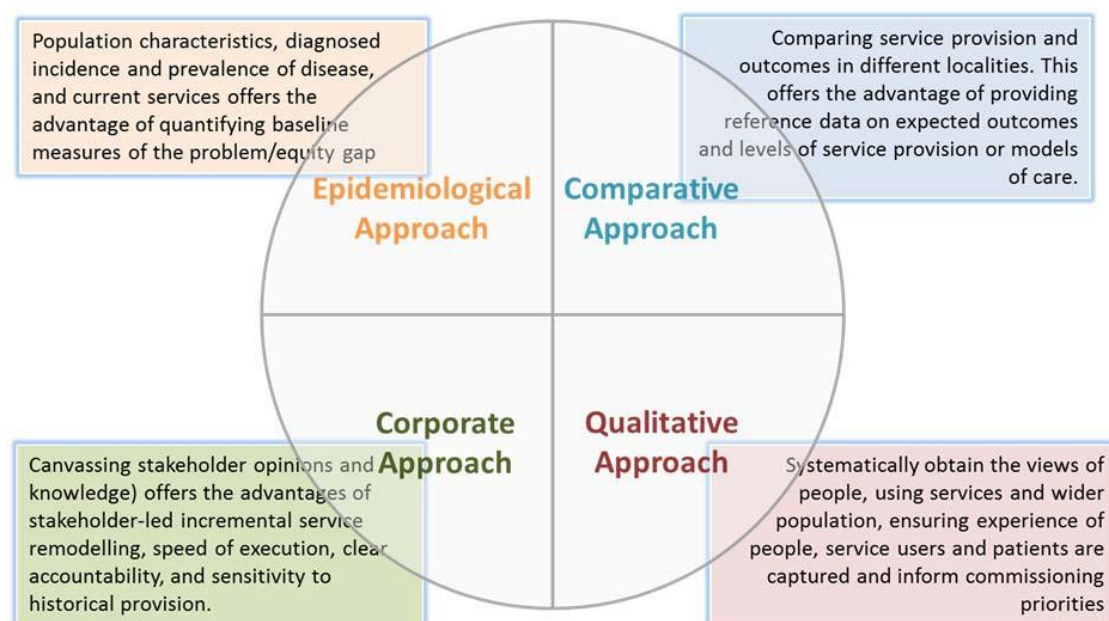 Population characteristics, diagnosed
incidence and prevalence of disease,
and current services offers the
advantage of quantifying baseline
measures of the problem/equity gap
Comparing service provision and
outcomes in different localities. This
offers the advantage of providing
reference data on expected outcomes
and levels of service provision or models
of care.
Epidemiological
Approach
Comparative
Approach
Corporate
Approach
Qualitative
Approach
Canvassing stakeholder opinions and
knowledge) offers the advantages of
stakeholder-led incremental service
remodelling, speed of execution, clear
accountability, and sensitivity to
historical provision.
Systematically obtain the views of
people, using services and wider
population, ensuring experience of
people, service users and patients are
captured and inform commissioning
priorities